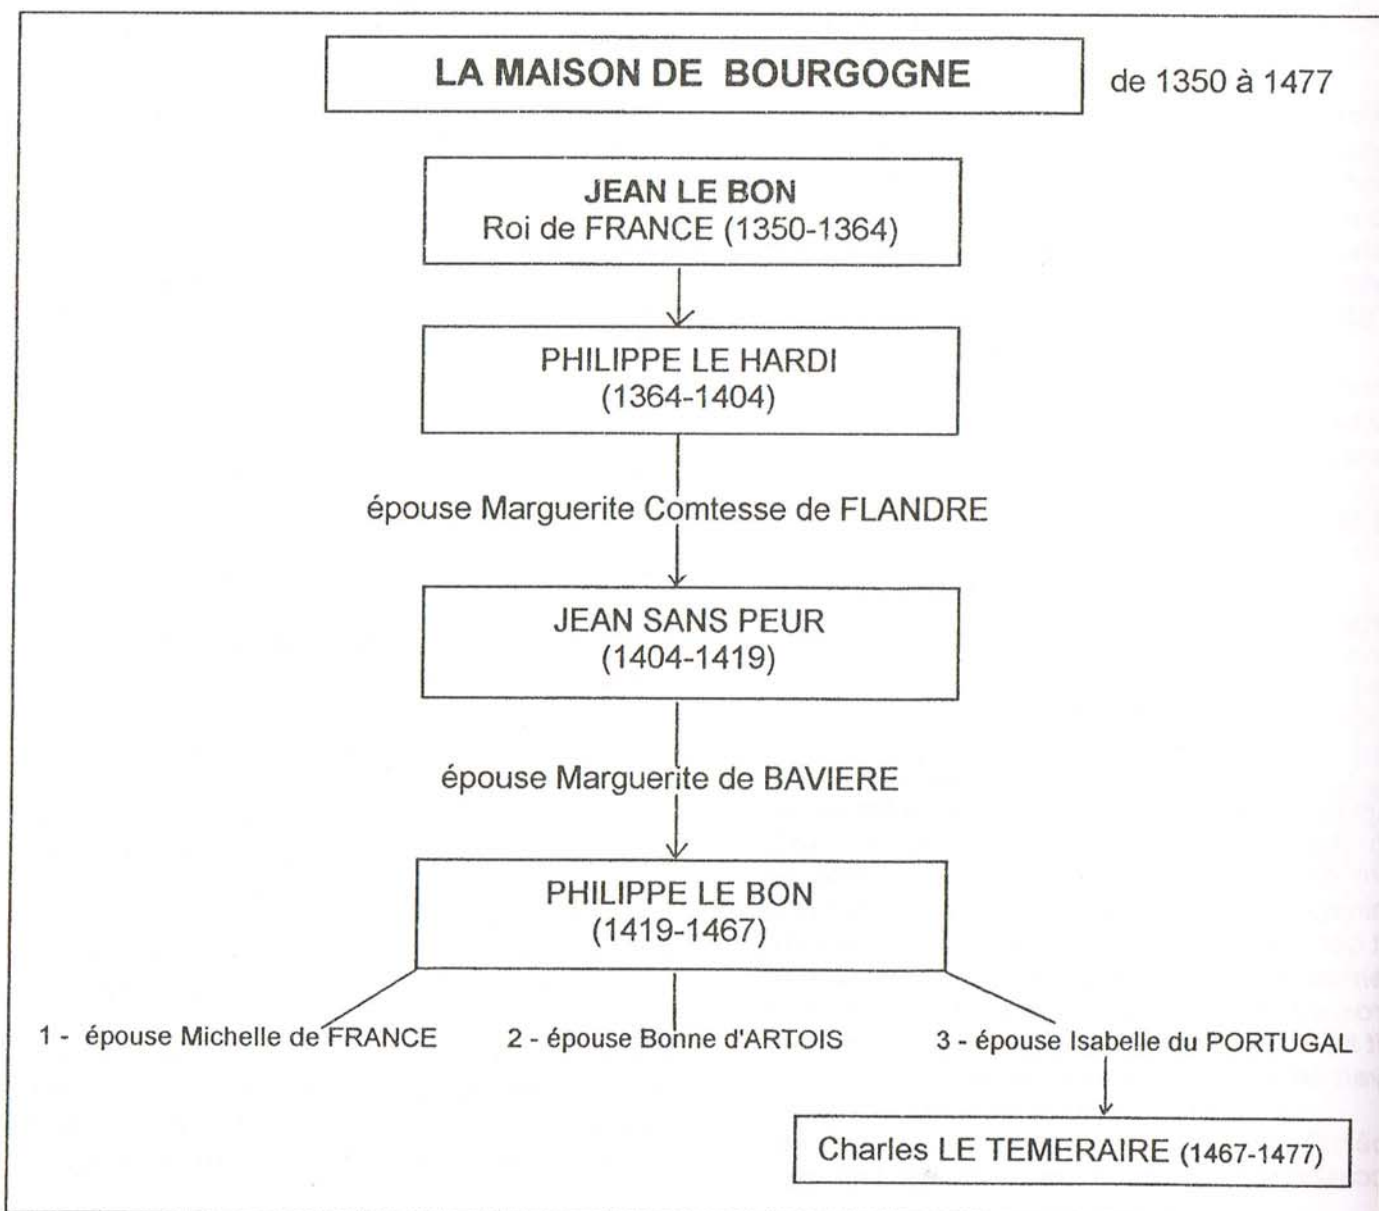 LA MAISON DE BOURGOGNE
de 1350 à 1477
JEAN LE BON
Roi de FRANCE (1350-1364)
PHILIPPE LE HARDI
(1364-1404)
épouse Marguerite Comtesse de FLANDRE
JEAN SANS PEUR
(1404-1419)
épouse Marguerite de BAVIERE
PHILIPPE LE BON
(1419-1467)
1 - épouse Michelle de FRANCE
2 - épouse Bonne d'ARTOIS
3 - épouse Isabelle du PORTUGAL
Charles LE TEMERAIRE (1467-1477)